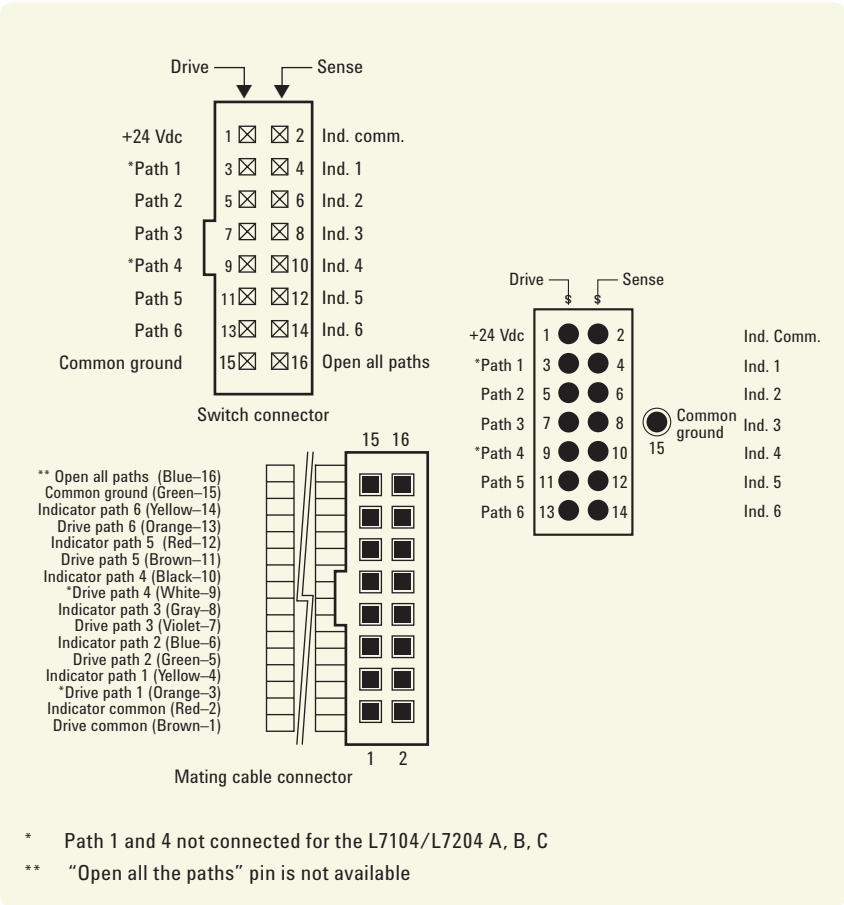 Drive Sense
+24 Vdc 1 2 Ind. comm.
*Path 1 3 4 Ind. 1
Path 2 5 6 Ind. 2
Path 3 7 8 Ind. 3
*Path 4 9 10 Ind. 4
Path 5 11 12 Ind. 5
Path 6 13 14 Ind. 6
Common ground 15 16 Open all paths
Switch connector
Drive Sense
$ $
+24 Vdc 1 2 Ind. Comm.
*Path 1 3 4 Ind. 1
Path 2 5 6 Ind. 2
Path 3 7 8 Ind. 3
*Path 4 9 10 Ind. 4
Path 5 11 12 Ind. 5
Path 6 13 14 Ind. 6
Common
ground
15
15 16
** Open all paths (Blue–16)
Common ground (Green–15)
Indicator path 6 (Yellow–14)
Drive path 6 (Orange–13)
Indicator path 5 (Red–12)
Drive path 5 (Brown–11)
Indicator path 4 (Black–10)
*Drive path 4 (White–9)
Indicator path 3 (Gray–8)
Drive path 3 (Violet–7)
Indicator path 2 (Blue–6)
Drive path 2 (Green–5)
Indicator path 1 (Yellow–4)
*Drive path 1 (Orange–3)
Indicator common (Red–2)
Drive common (Brown–1)
1 2
Mating cable connector
* Path 1 and 4 not connected for the L7104/L7204 A, B, C
** “Open all the paths” pin is not available